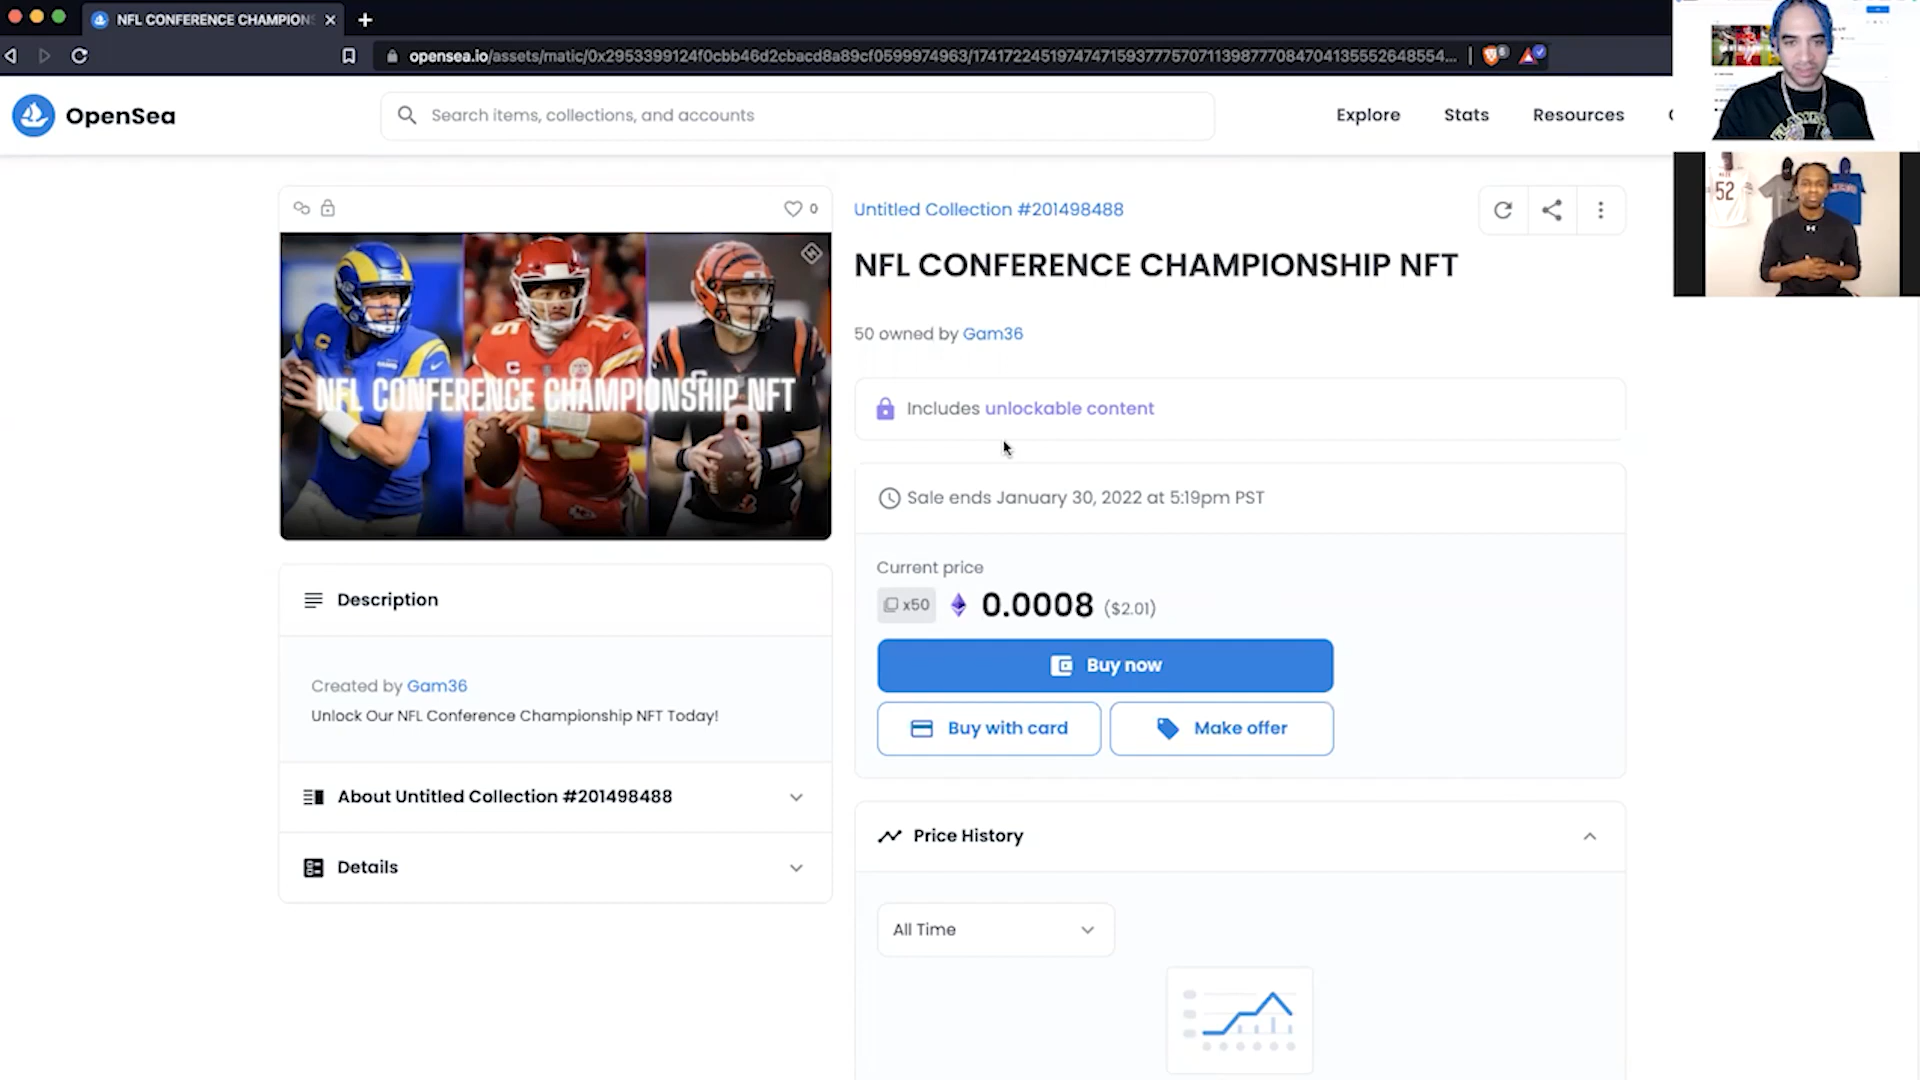 NFL CONFERENCE CHAMPION
opensea.io/assets/matic/0x2953399124f0cbb46d2cbacd8a89cf0599974963/17417224519747471593777570711398777084704135552648554...
OpenSea
Search items, collections, and accounts
Explore
Stats
Resources
0
NFL CONFERENCE CHAMPIONSHIP NFT
Untitled Collection #201498488
NFL CONFERENCE CHAMPIONSHIP NFT
50 owned by Gam36
Includes unlockable content
Sale ends January 30, 2022 at 5:19pm PST
Current price
x50
0.0008 ($2.01)
Buy now
Buy with card
Make offer
Description
Created by Gam36
Unlock Our NFL Conference Championship NFT Today!
About Untitled Collection #201498488
Details
Price History
All Time
52
15